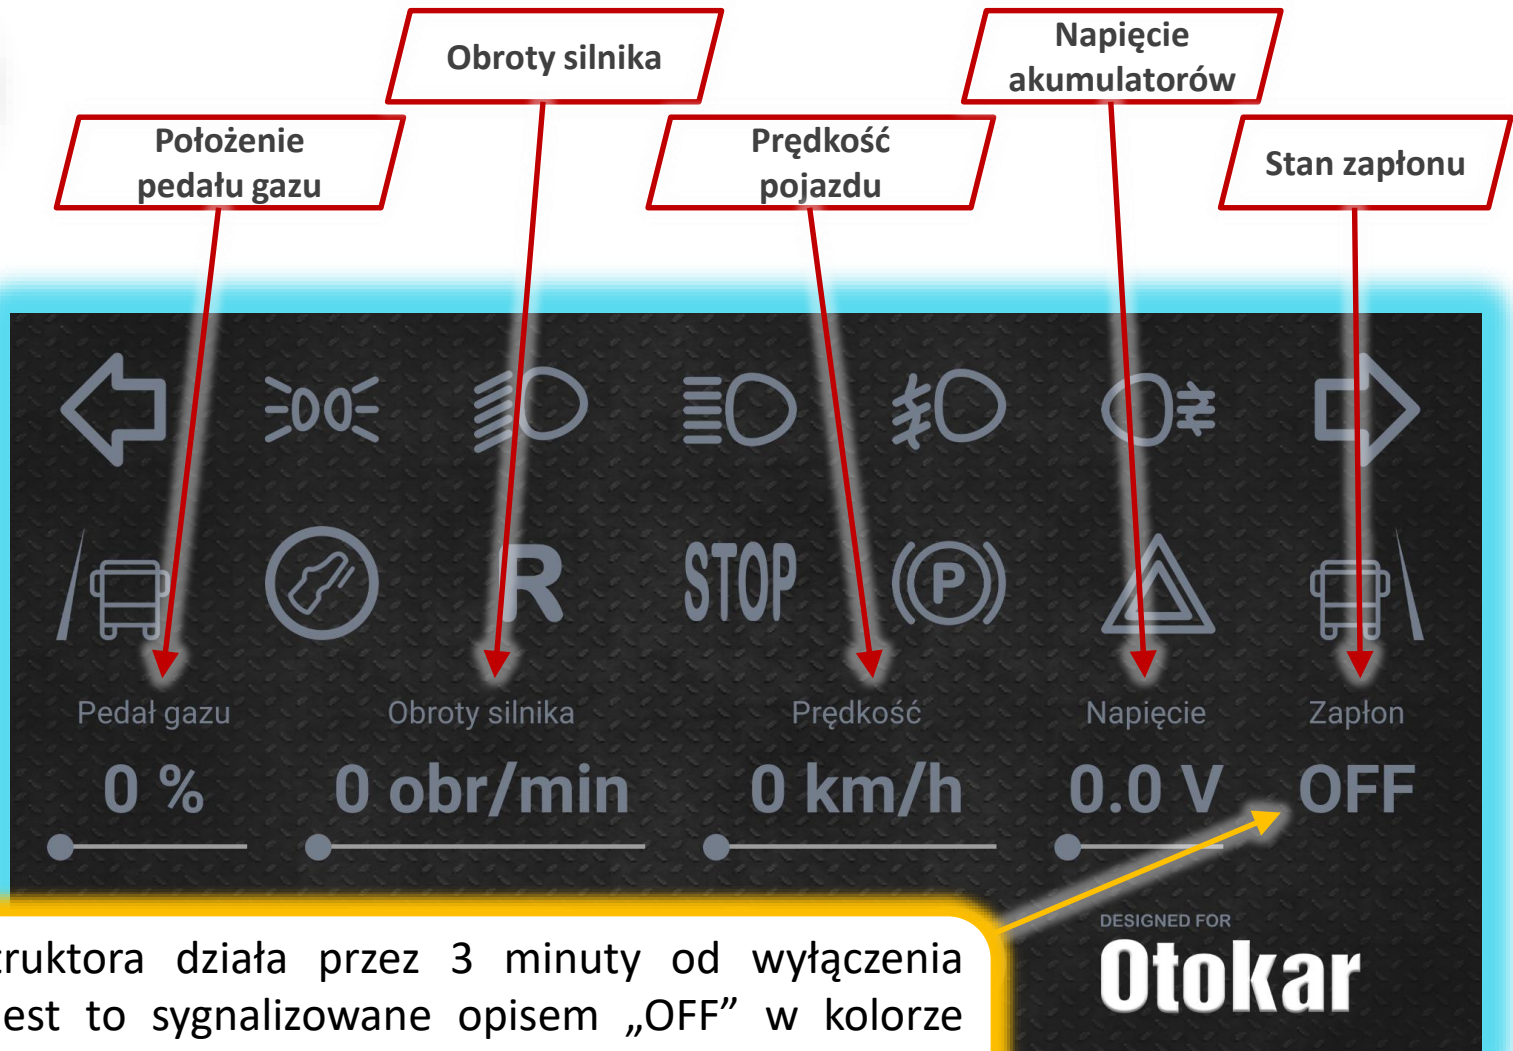 Obroty silnika
Napięcie
akumulatorów
Położenie
pedału gazu
Prędkość
pojazdu
Stan zapłonu
R
STOP
(P)
Pedał gazu
Obroty silnika
Prędkość
Napięcie
Zapłon
0 %
0 obr/min
0 km/h
0.0 V
OFF
działa przez 3 minuty od wyłączenia
to sygnalizowane opisem „OFF” w kolorze
DESIGNED FOR
Otokar